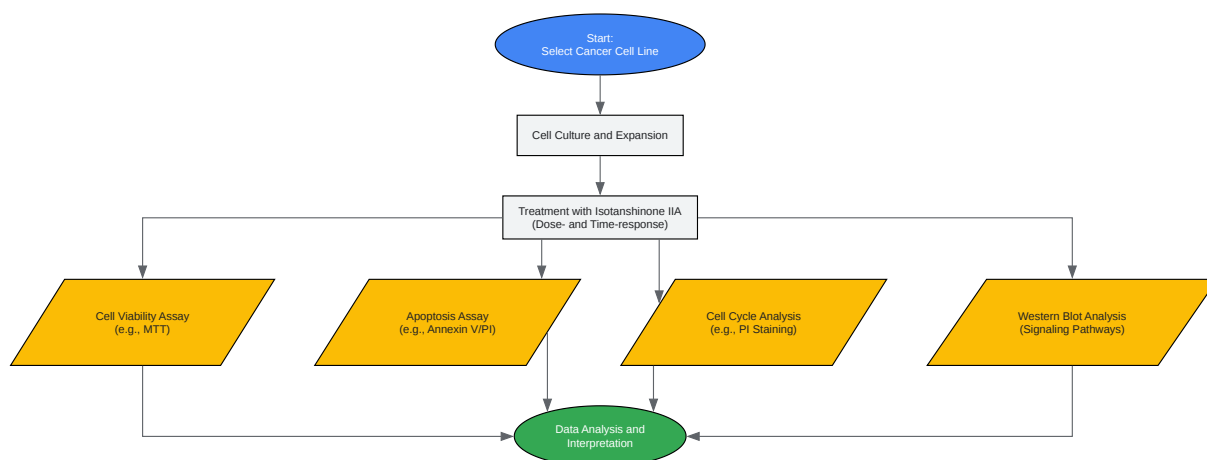 Start:
Select Cancer Cell Line
Cell Culture and Expansion
Treatment with Isotanshinone IIA
(Dose- and Time-response)
Cell Viability Assay
(e.g., MTT)
Apoptosis Assay
(e.g., Annexin V/PI)
Cell Cycle Analysis
(e.g., PI Staining)
Western Blot Analysis
(Signaling Pathways)
Data Analysis and
Interpretation